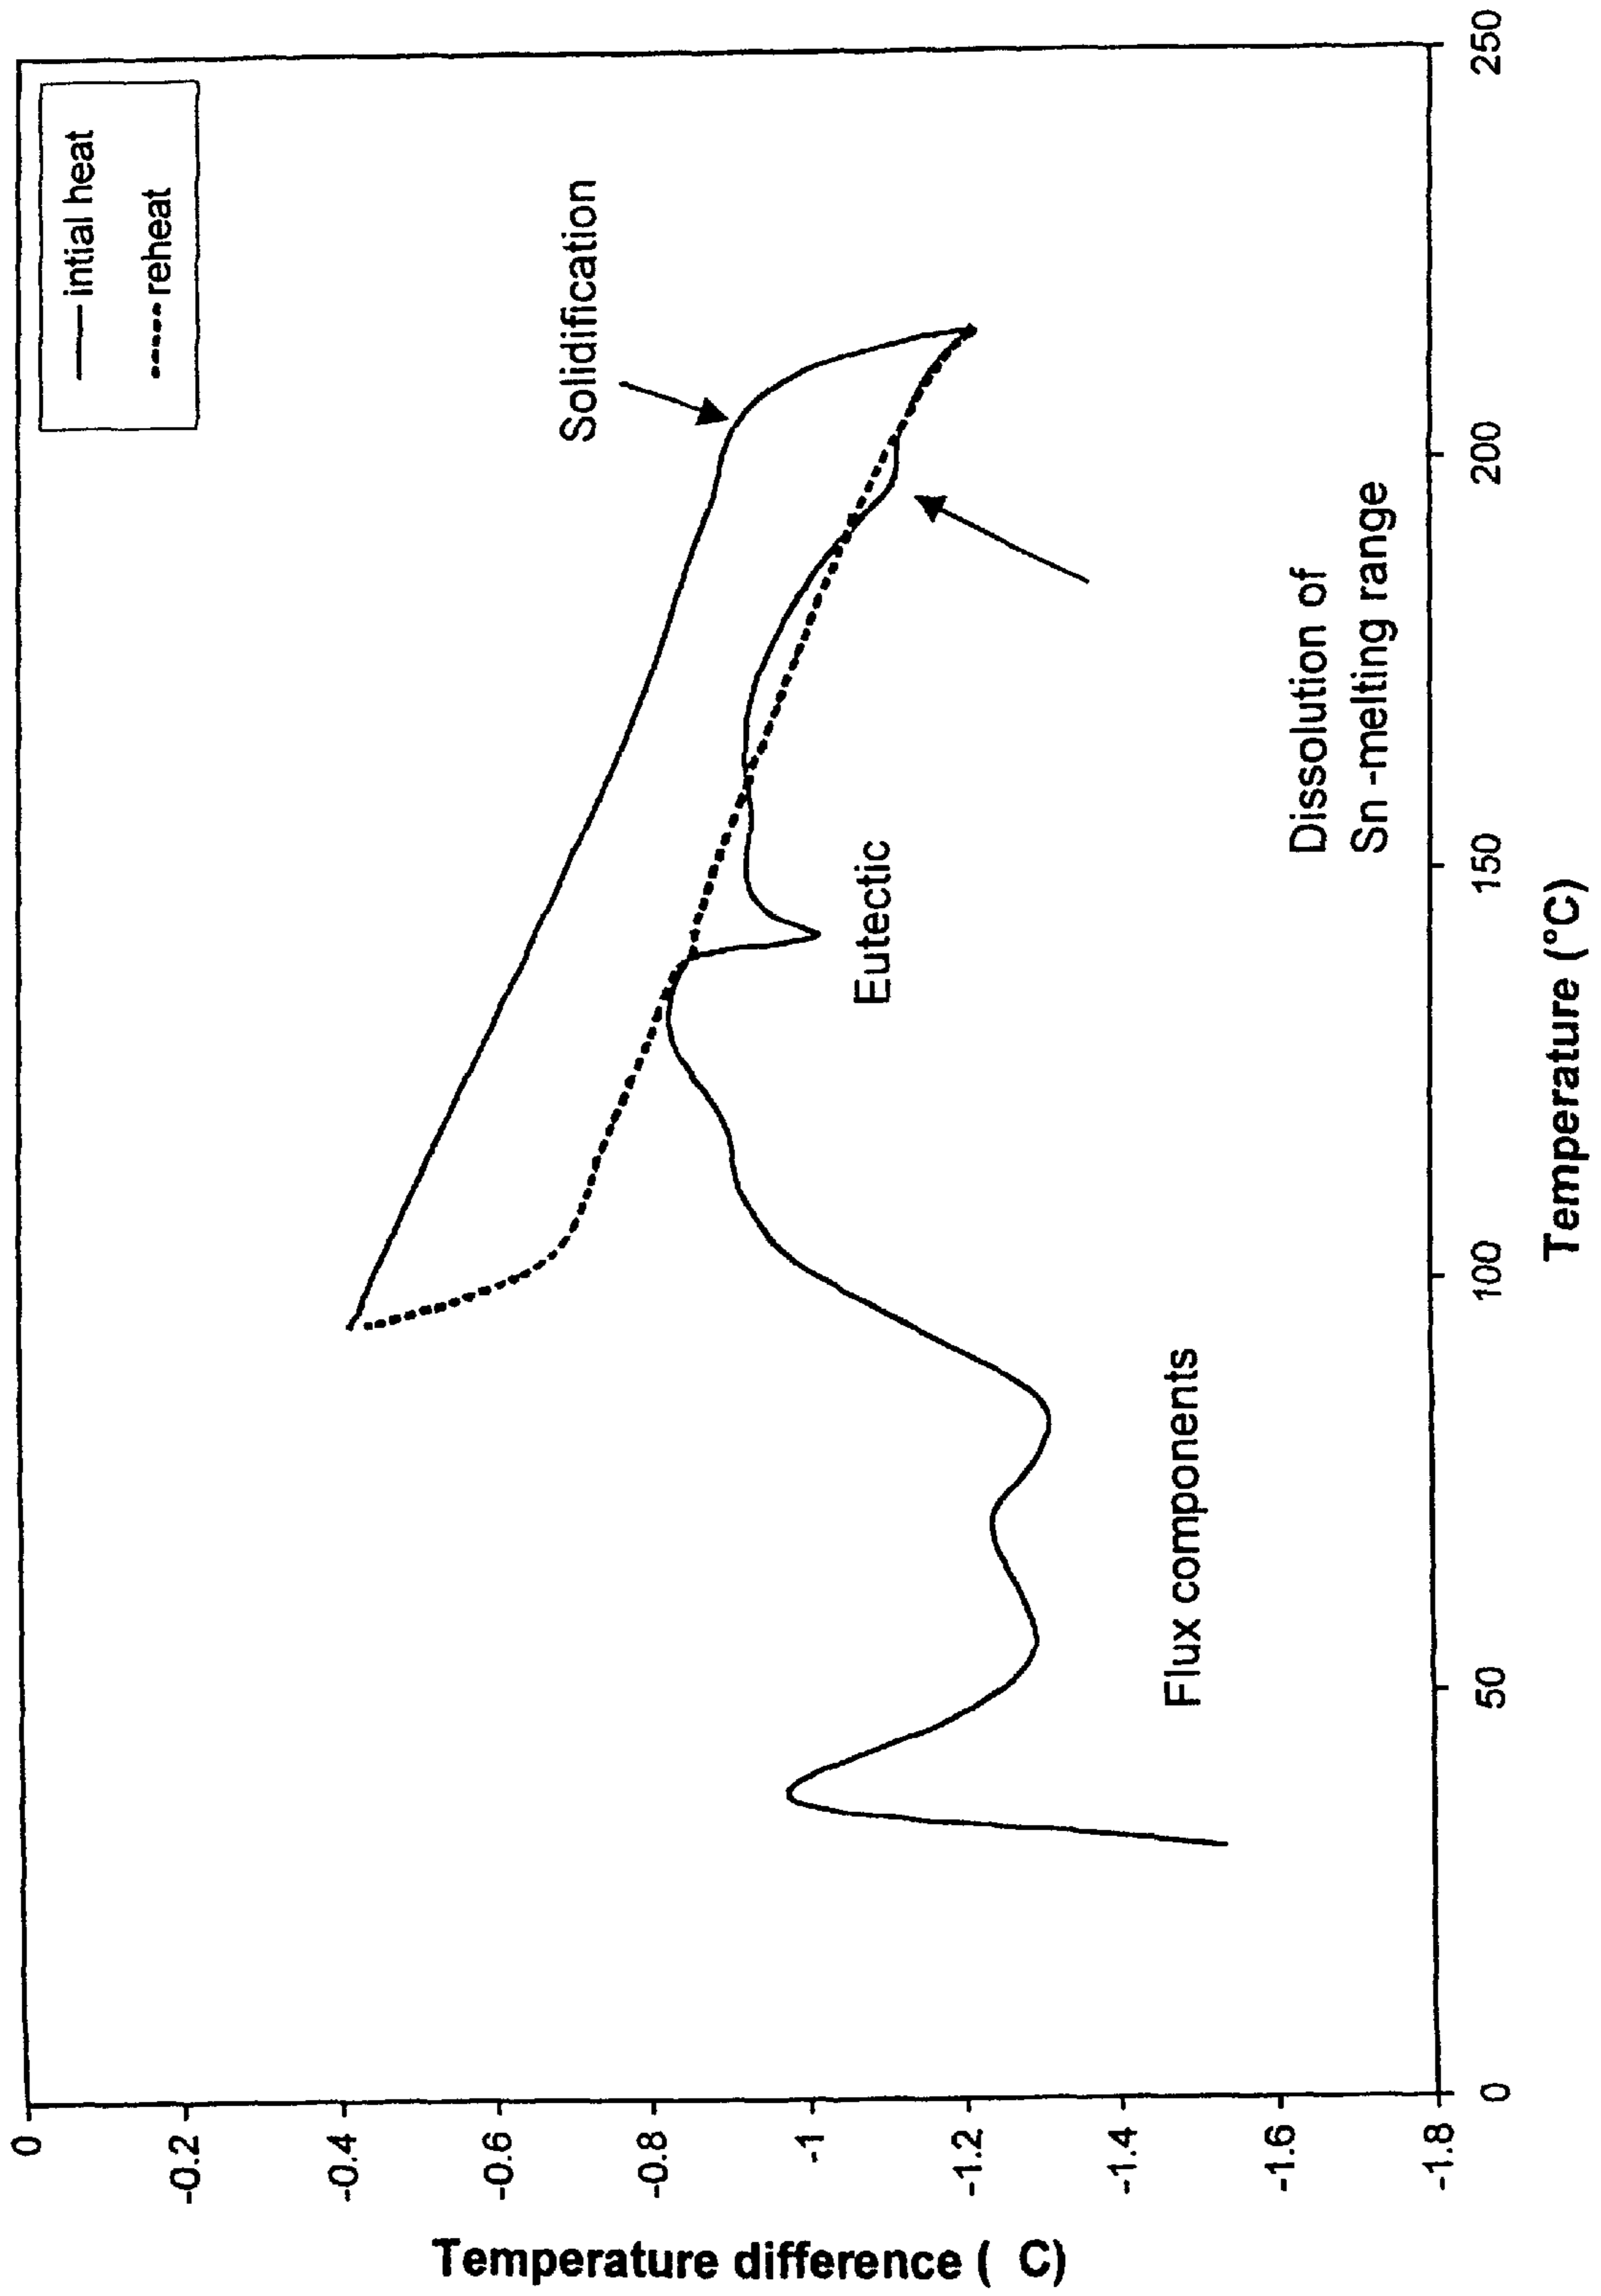 intial heat
reheat
Solidification
Eutectic
Dissolution of
Sn -melting range
Flux components
0
-0.2
-0.4
-0.6
-0.8
-1
-1.2
-1.4
-1.6
-1.8
Temperature difference ( C)
0
50
100
150
200
250
Temperature (°C)